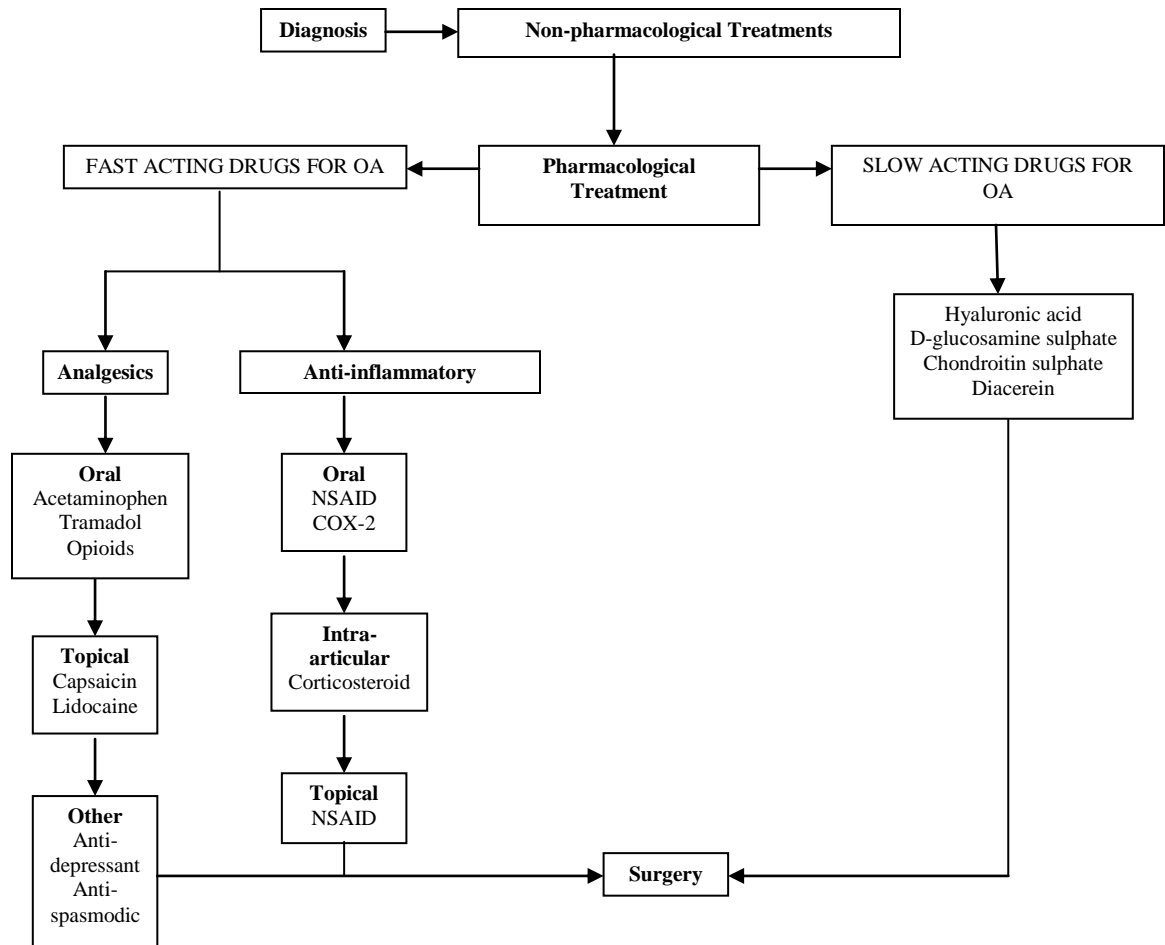 Diagnosis
Non-pharmacological Treatments
FAST ACTING DRUGS FOR OA
Pharmacological
Treatment
SLOW ACTING DRUGS FOR
OA
Analgesics
Anti-inflammatory
Hyaluronic acid
D-glucosamine sulphate
Chondroitin sulphate
Diacerein
Oral
Acetaminophen
Tramadol
Opioids
Oral
NSAID
COX-2
Topical
Capsaicin
Lidocaine
Intra-
articular
Corticosteroid
Other
Anti-
depressant
Anti-
spasmodic
Topical
NSAID
Surgery